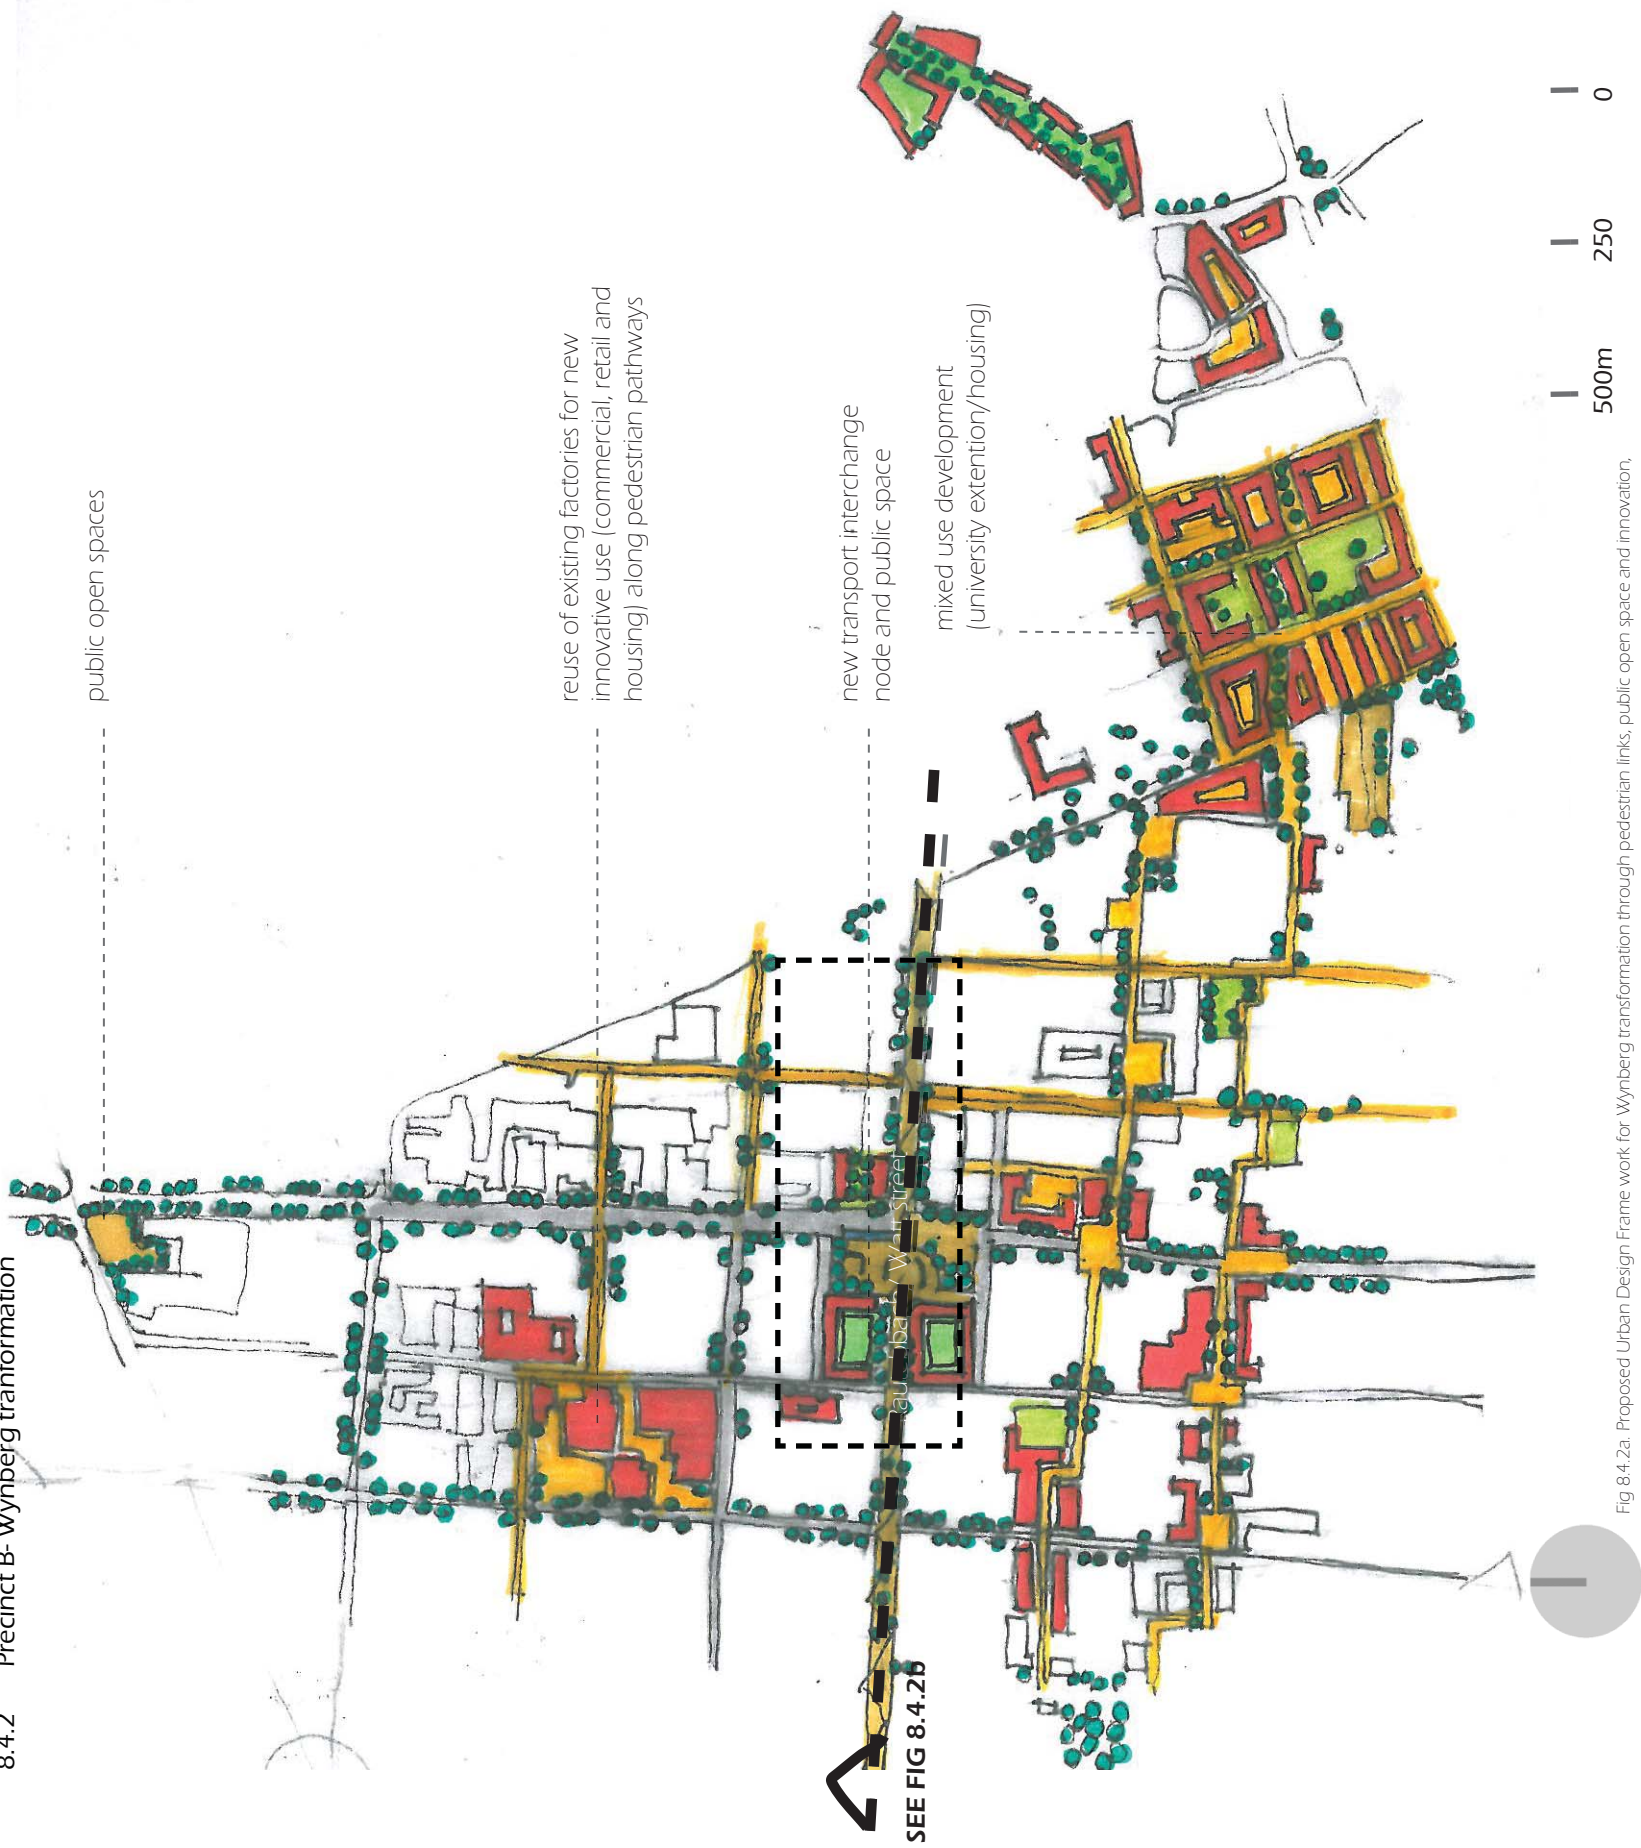 8.4.2 Precinct B- Wynberg tranformation
public open spaces
reuse of existing factories for new
innovative use (commercial, retail and
housing) along pedestrian pathways
new transport interchange
node and public space
mixed use development
(university extention/housing)
Watt street
SEE FIG 8.4.2b
0
250
500m
Fig 8.4.2a. Proposed Urban Design Frame work for Wynberg transformation through pedestrian links, public open space and innovation,